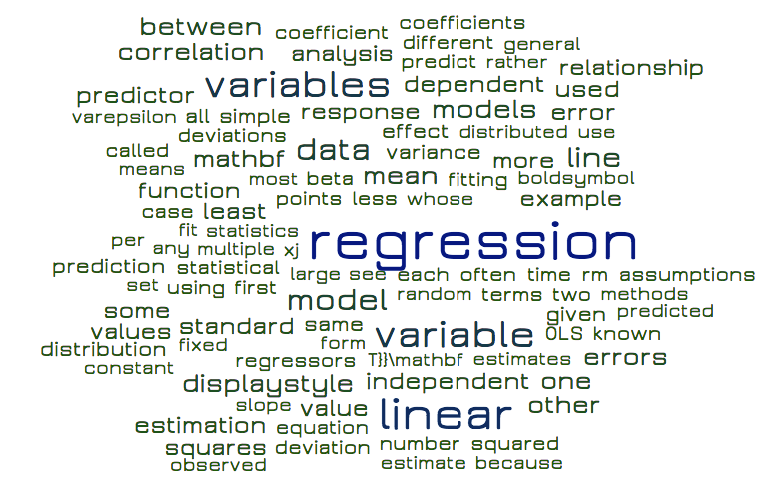 between coefficient coefficients
correlation analysis different general
predict rather relationship
predictor variables dependent used
varepsilon all simple response models error
deviations effect distributed use
called mathbf data variance more line
means most beta mean fitting boldsymbol
function points less whose example
case least
fit statistics
per any multiple xj regression
prediction statistical large see each often time rm assumptions
set using first model random terms two methods
some given predicted
values standard same variable OLS known
distribution fixed form
constant regressors T}}\mathbf estimates errors
displaystyle independent one
slope value linear other
estimation equation
squares deviation number squared
observed estimate because